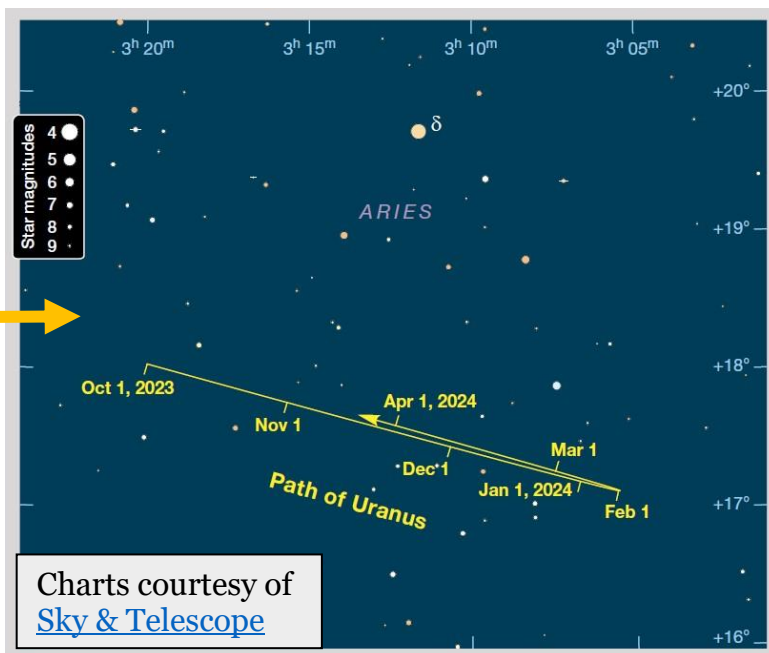 3h 20m
3h 15m
3h 10m
3h 05m
+20°
δ
Star magnitudes
4
5
6
7
8
9
ARIES
+19°
+18°
Oct 1, 2023
Apr 1, 2024
Nov 1
Mar 1
Dec 1
Jan 1, 2024
Path of Uranus
+17°
Feb 1
Charts courtesy of
Sky & Telescope
+16°